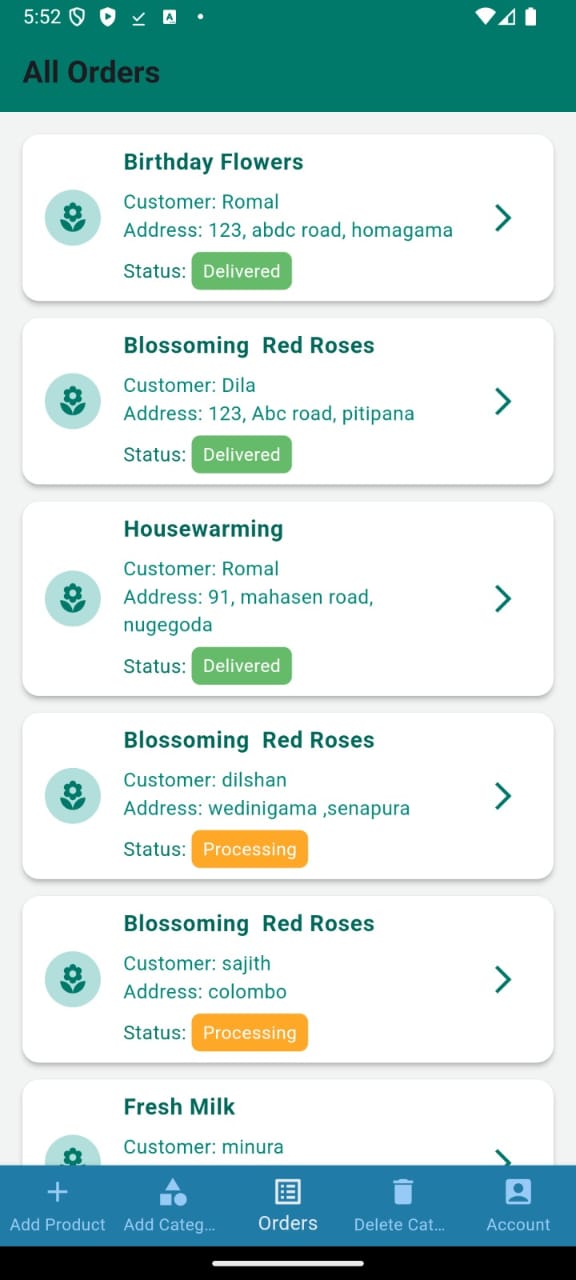 5:52
All Orders
Birthday Flowers
Customer: Romal
Address: 123, abdc road, homagama
Status: Delivered
Blossoming  Red Roses
Customer: Dila
Address: 123, Abc road, pitipana
Status: Delivered
Housewarming
Customer: Romal
Address: 91, mahasen road,
nugegoda
Status: Delivered
Blossoming  Red Roses
Customer: dilshan
Address: wedinigama ,senapura
Status: Processing
Blossoming  Red Roses
Customer: sajith
Address: colombo
Status: Processing
Fresh Milk
Customer: minura
Add Product Add Categ... Orders Delete Cat... Account